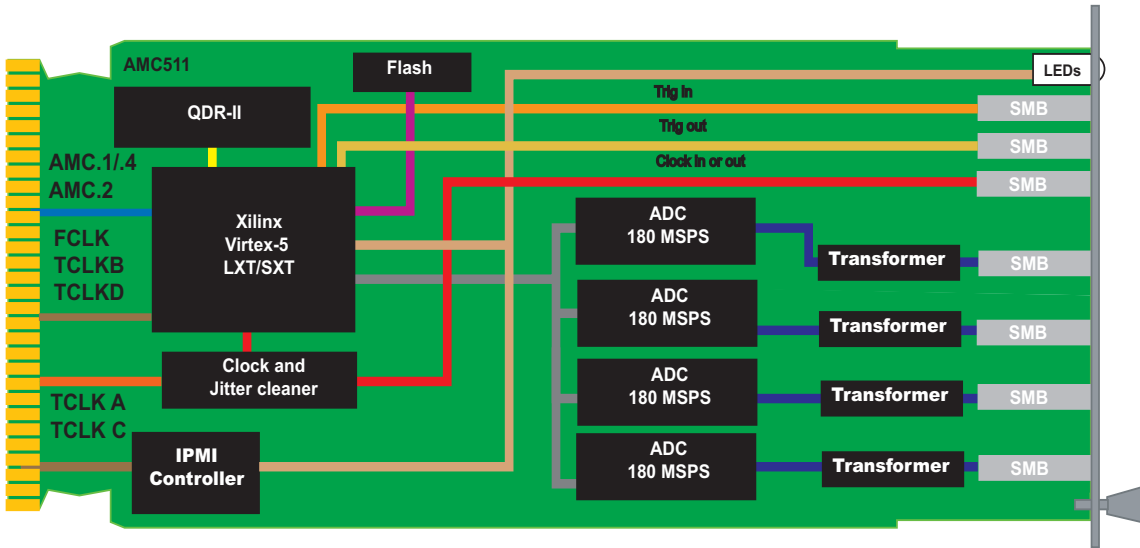 AMC511
Flash
LEDs
QDR-II
Trig in
SMB
Trig out
SMB
Clock in or out
SMB
AMC.1/.4
AMC.2
Xilinx
Virtex-5
LXT/SXT
FCLK
TCLKB
TCLKD
ADC
180 MSPS
Transformer
SMB
ADC
180 MSPS
Transformer
SMB
Clock and
Jitter cleaner
ADC
180 MSPS
Transformer
SMB
TCLK A
TCLK C
IPMI
Controller
ADC
180 MSPS
Transformer
SMB